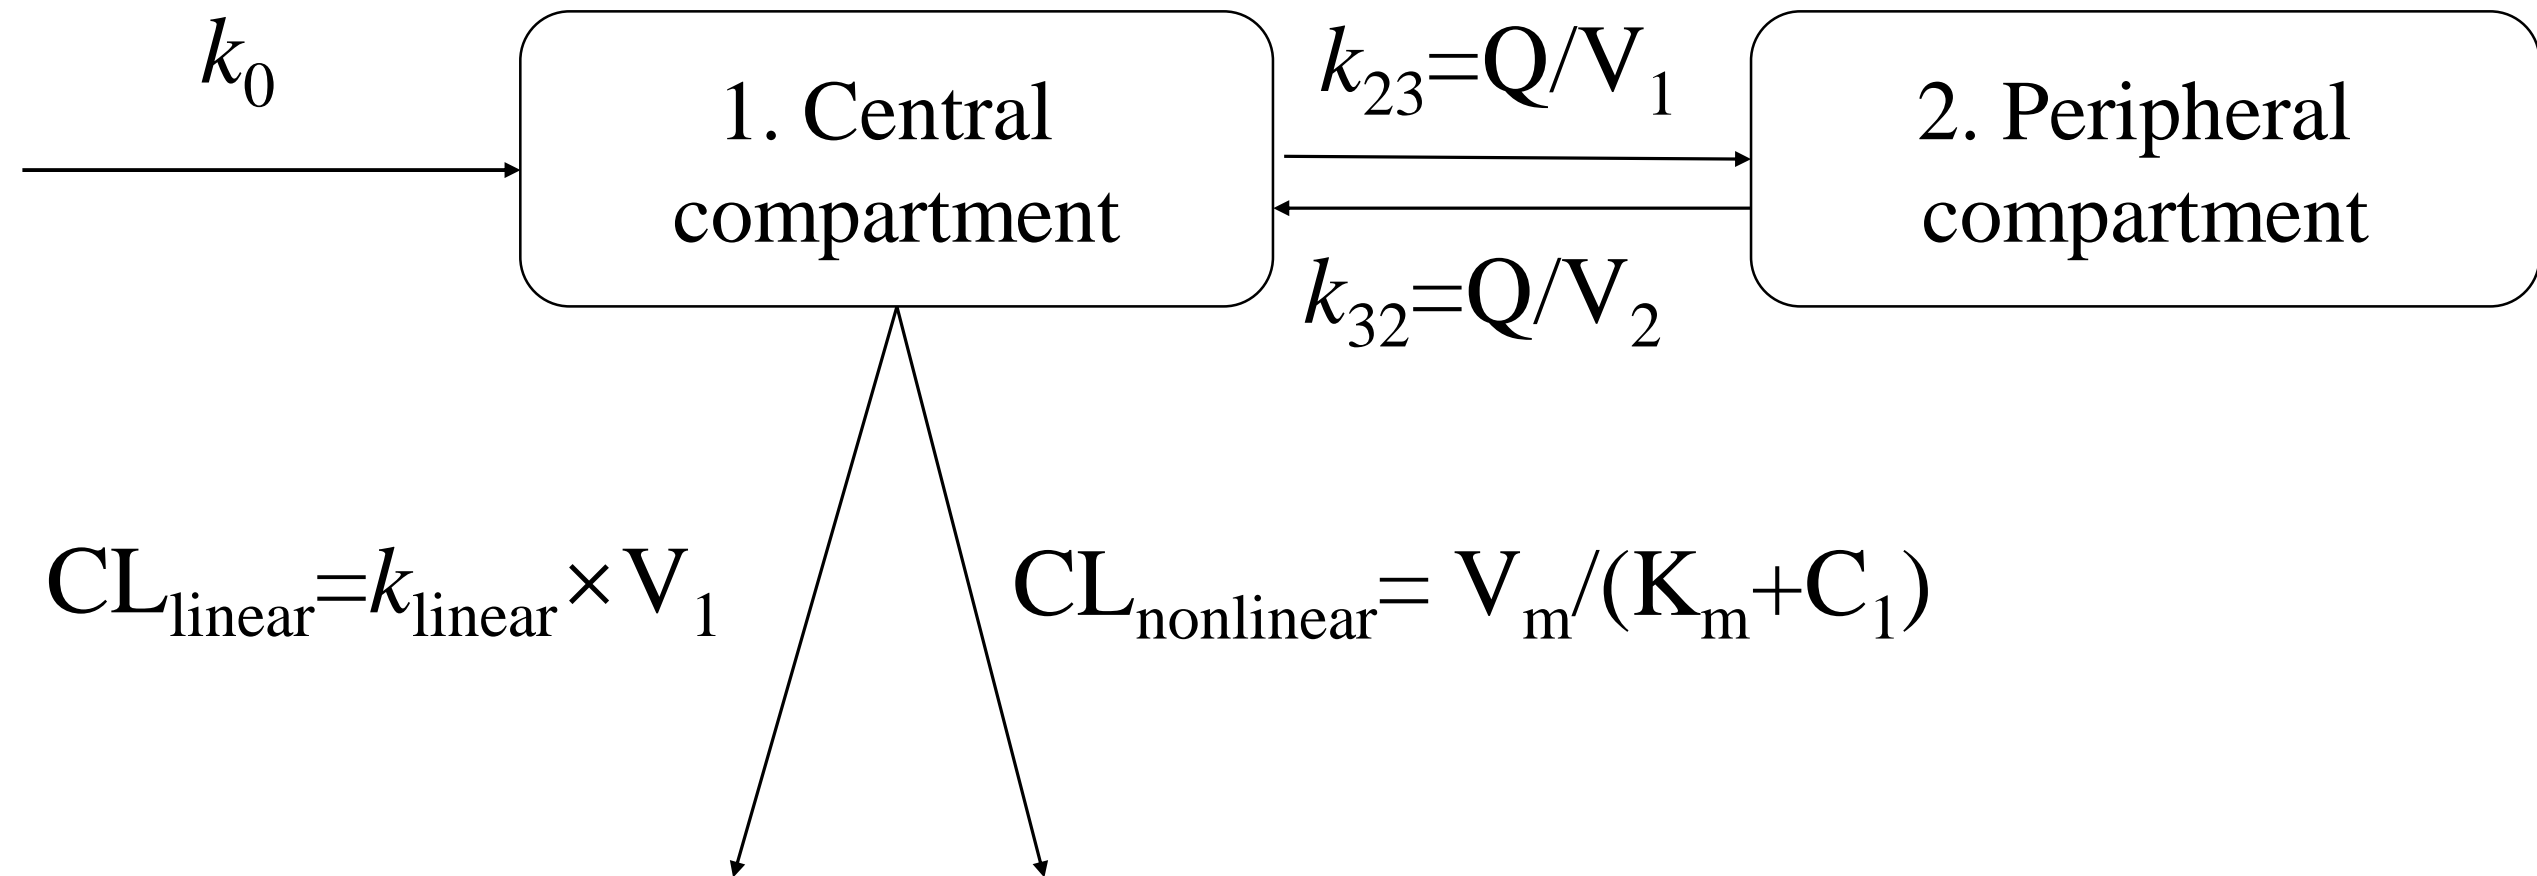 k0
1. Central
compartment
k23=Q/V1
k32=Q/V2
2. Peripheral
compartment
CLlinear=klinear×V1
CLnonlinear= Vm/(Km+C1)